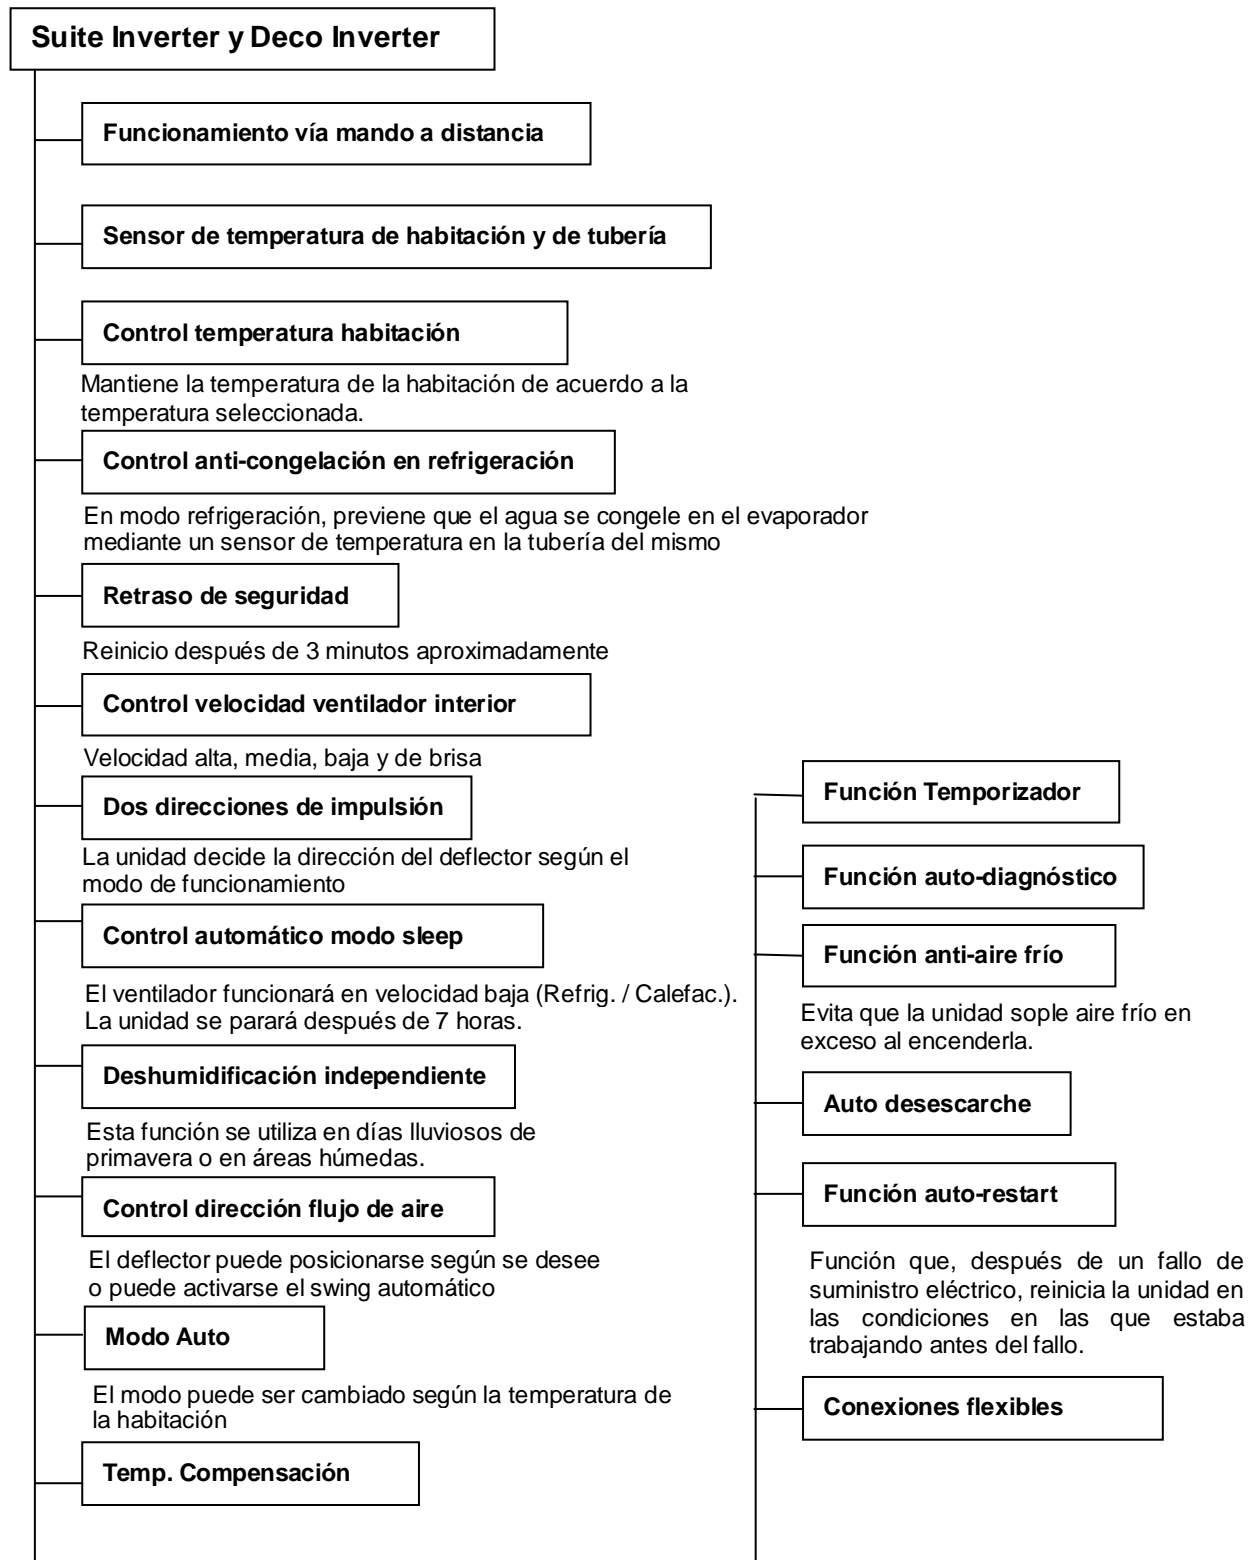 Suite Inverter y Deco Inverter
Funcionamiento vía mando a distancia
Sensor de temperatura de habitación y de tubería
Control temperatura habitación
Mantiene la temperatura de la habitación de acuerdo a la
temperatura seleccionada.
Control anti-congelación en refrigeración
En modo refrigeración, previene que el agua se congele en el evaporador
mediante un sensor de temperatura en la tubería del mismo
Retraso de seguridad
Reinicio después de 3 minutos aproximadamente
Control velocidad ventilador interior
Velocidad alta, media, baja y de brisa
Dos direcciones de impulsión
La unidad decide la dirección del deflector según el
modo de funcionamiento
Control automático modo sleep
El ventilador funcionará en velocidad baja (Refrig. / Calefac.).
La unidad se parará después de 7 horas.
Deshumidificación independiente
Esta función se utiliza en días lluviosos de
primavera o en áreas húmedas.
Control dirección flujo de aire
El deflector puede posicionarse según se desee
o puede activarse el swing automático
Modo Auto
El modo puede ser cambiado según la temperatura de
la habitación
Temp. Compensación
Función Temporizador
Función auto-diagnóstico
Función anti-aire frío
Evita que la unidad sople aire frío en
exceso al encenderla.
Auto desescarche
Función auto-restart
Función que, después de un fallo de
suministro eléctrico, reinicia la unidad en
las condiciones en las que estaba
trabajando antes del fallo.
Conexiones flexibles